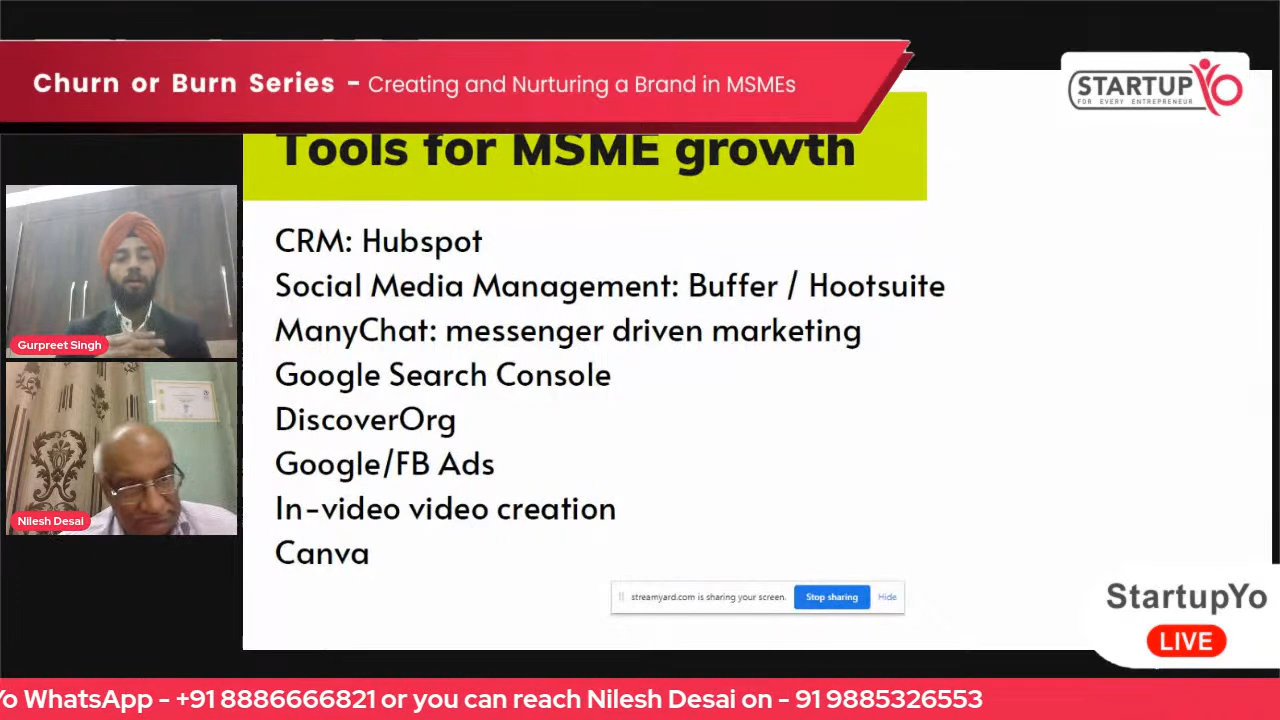 Churn or Burn Series - Creating and Nurturing a Brand in MSMEs
STARTUPYO
FOR EVERY ENTREPRENEUR
Tools for MSME growth
CRM: Hubspot
Social Media Management: Buffer / Hootsuite
ManyChat: messenger driven marketing
Google Search Console
DiscoverOrg
Google/FB Ads
In-video video creation
Canva
Gurpreet Singh
Nilesh Desai
streamyard.com is sharing your screen.
Stop sharing
Hide
StartupYo
LIVE
Yo WhatsApp - +91 8886666821 or you can reach Nilesh Desai on - 91 9885326553